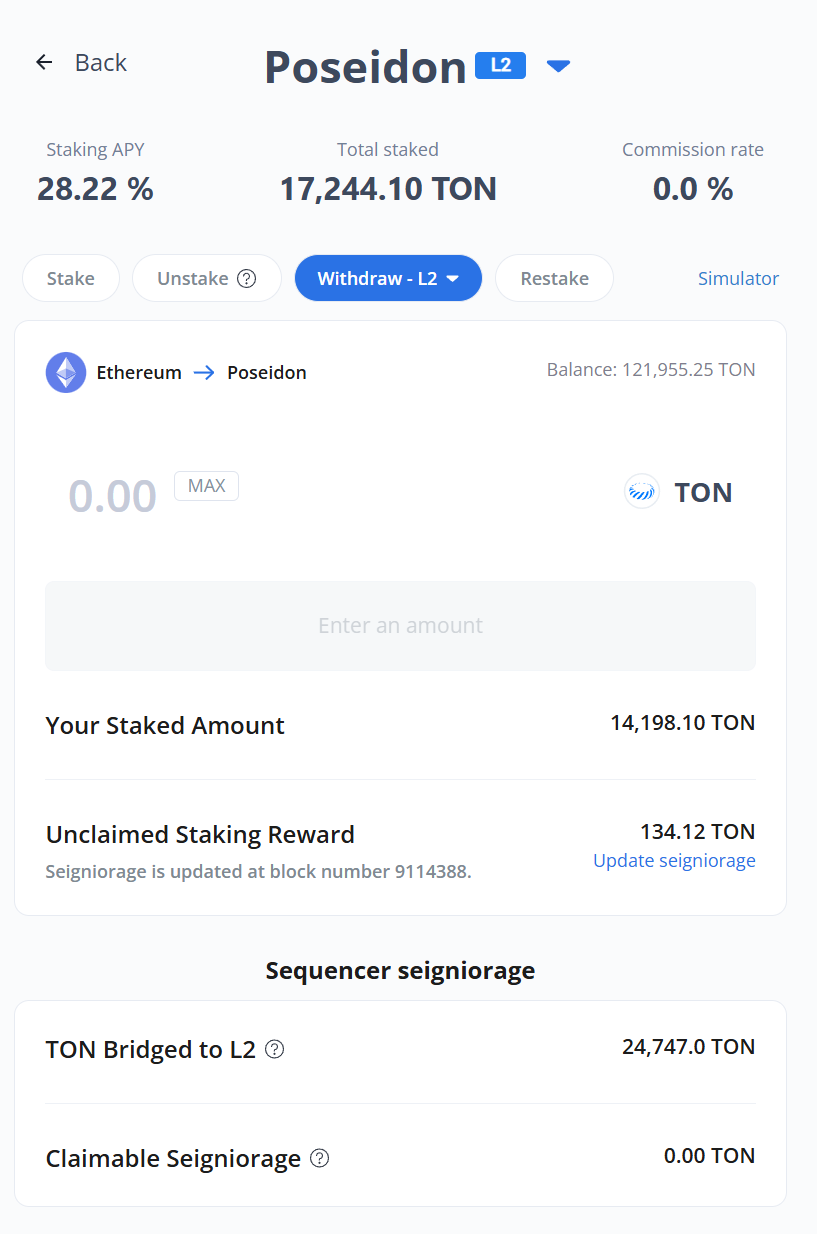 Back
Poseidon L2
Staking APY Total staked Commission rate
28.22 % 17,244.10 TON 0.0 %
Stake Unstake ? Withdraw - L2 Restake Simulator
Ethereum → Poseidon Balance: 121,955.25 TON
0.00 MAX TON
Enter an amount
Your Staked Amount 14,198.10 TON
Unclaimed Staking Reward 134.12 TON
Seigniorage is updated at block number 9114388. Update seigniorage
Sequencer seigniorage
TON Bridged to L2 ? 24,747.0 TON
Claimable Seigniorage ? 0.00 TON